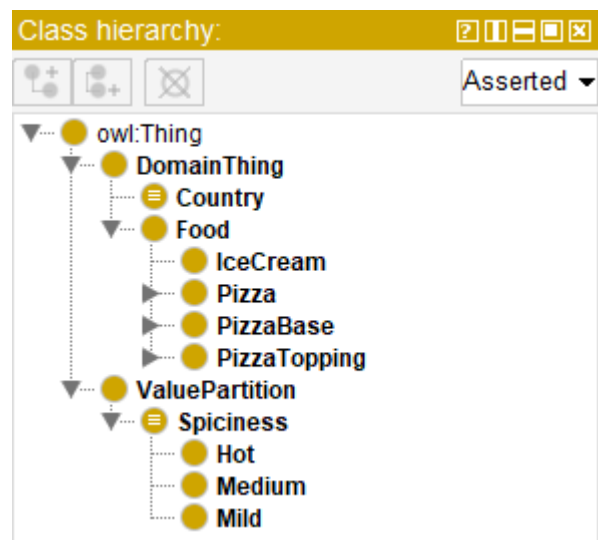 Class hierarchy:
Asserted
owl:Thing
DomainThing
Country
Food
IceCream
Pizza
PizzaBase
PizzaTopping
ValuePartition
Spiciness
Hot
Medium
Mild